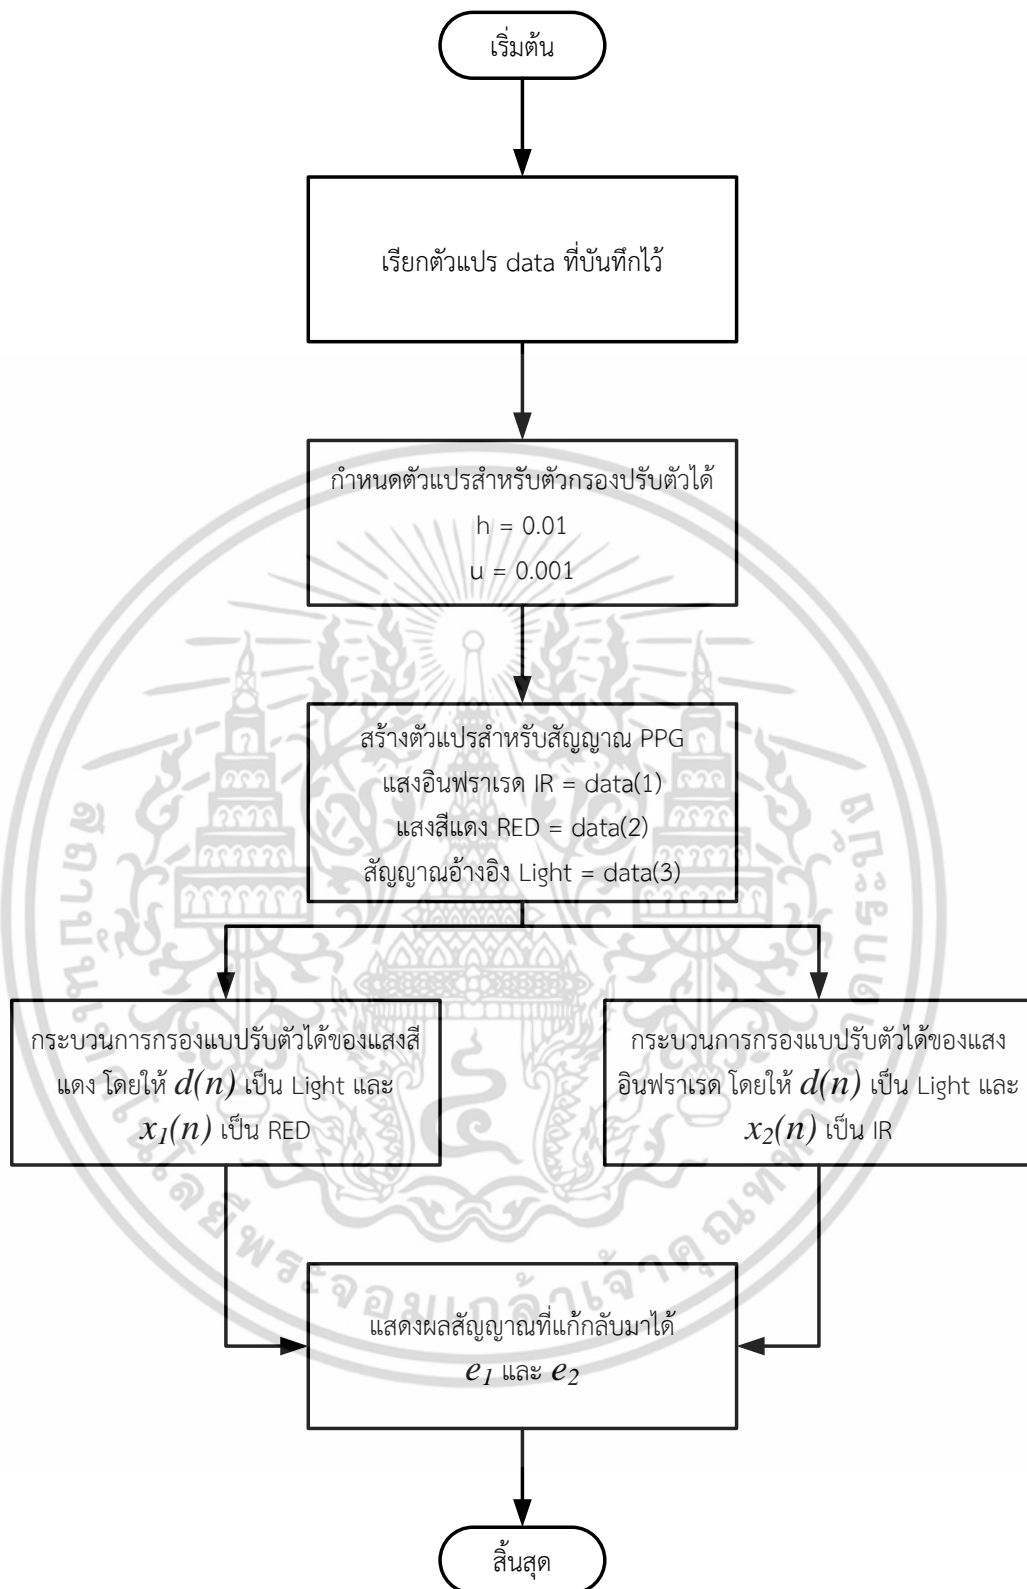 เริ่มต้น
เรียกตัวแปร data ที่บันทึกไว้
กำหนดตัวแปรสำหรับตัวกรองปรับตัวได้
h = 0.01
u = 0.001
สร้างตัวแปรสำหรับสัญญาณ PPG
แสงอินฟราเรด IR = data(1)
แสงสีแดง RED = data(2)
สัญญาณอ้างอิง Light = data(3)
กระบวนการกรองแบปรับตัวได้ของแสงสี
แดง โดยให้ d(n) เป็น Light และ
x1(n) เป็น RED
กระบวนการกรองแบปรับตัวได้ของแสง
อินฟราเรด โดยให้ d(n) เป็น Light และ
x2(n) เป็น IR
แสดงผลสัญญาณที่แก้กลับมาได้
e1 และ e2
สิ้นสุด